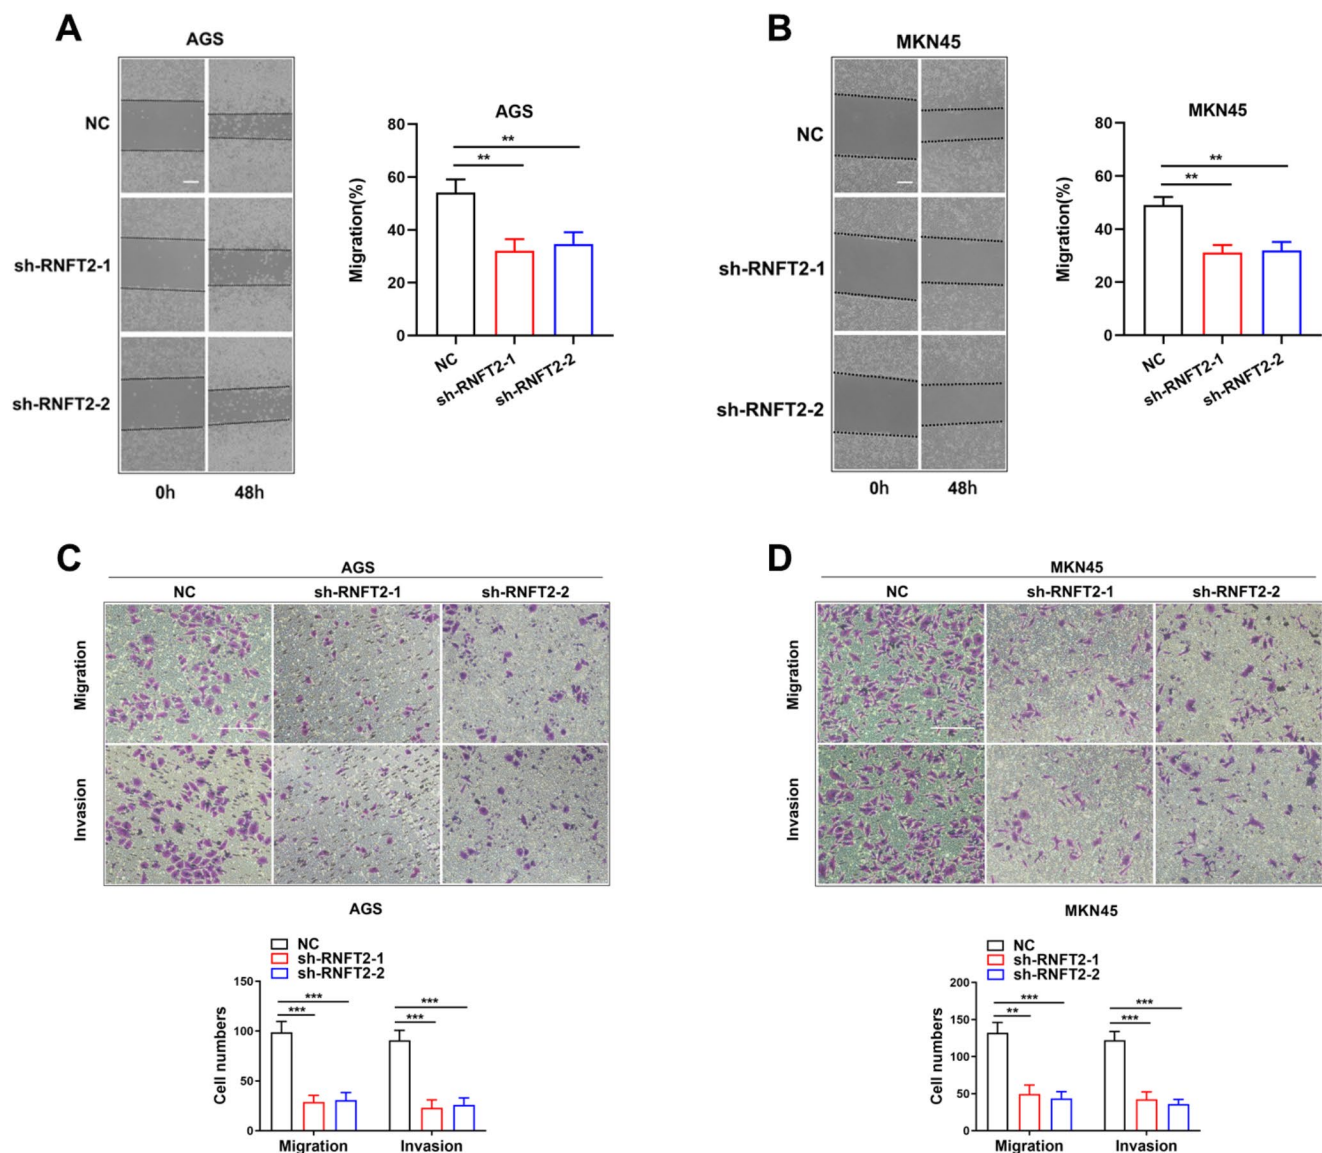 A
AGS
NC
sh-RNFT2-1
sh-RNFT2-2
0h 48h
AGS
Migration(%)
80
60
40
20
0
**
**
NC
sh-RNFT2-1
sh-RNFT2-2
B
MKN45
NC
sh-RNFT2-1
sh-RNFT2-2
0h 48h
MKN45
Migration(%)
80
60
40
20
0
**
**
NC
sh-RNFT2-1
sh-RNFT2-2
C
AGS
NC sh-RNFT2-1 sh-RNFT2-2
Migration
Invasion
AGS
NC
sh-RNFT2-1
sh-RNFT2-2
Cell numbers
150
100
50
0
*** ***
*** ***
Migration Invasion
D
MKN45
NC sh-RNFT2-1 sh-RNFT2-2
Migration
Invasion
MKN45
NC
sh-RNFT2-1
sh-RNFT2-2
Cell numbers
200
150
100
50
0
*** ***
** ***
Migration Invasion